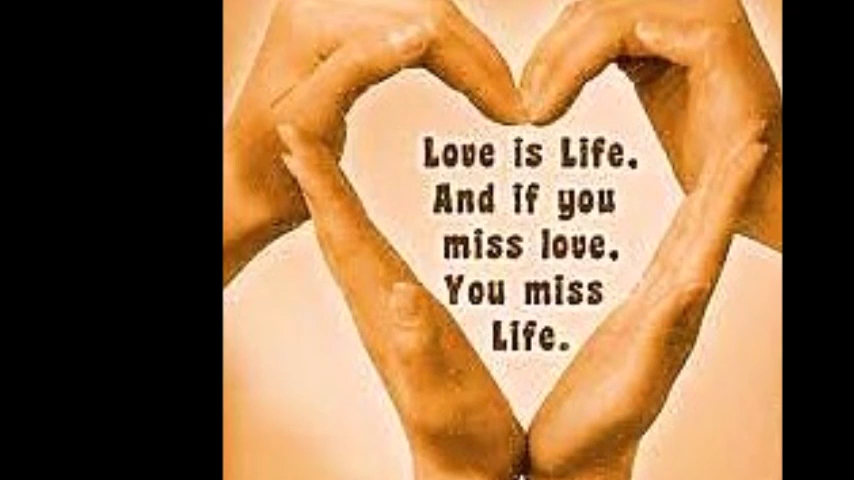 Love is Life.
And if you
miss love,
You miss
Life.